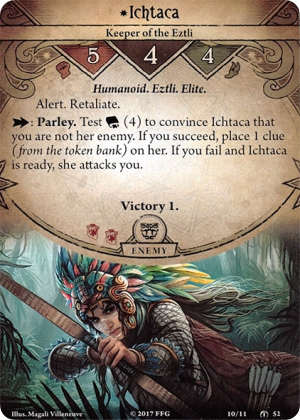 Ichtaca
Keeper of the Eztli
5 4 4
Humanoid. Eztli. Elite.
Alert. Retaliate.
: Parley. Test (4) to convince Ichtaca that
you are not her enemy. If you succeed, place 1 clue
(from the token bank) on her. If you fail and Ichtaca
is ready, she attacks you.
Victory 1.
ENEMY
Illus. Magali Villeneuve © 2017 FFG 10/11 52